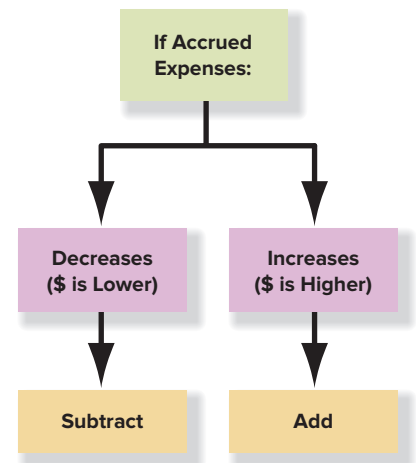 If Accrued
Expenses:
Decreases
($ is Lower)
Increases
($ is Higher)
Subtract
Add